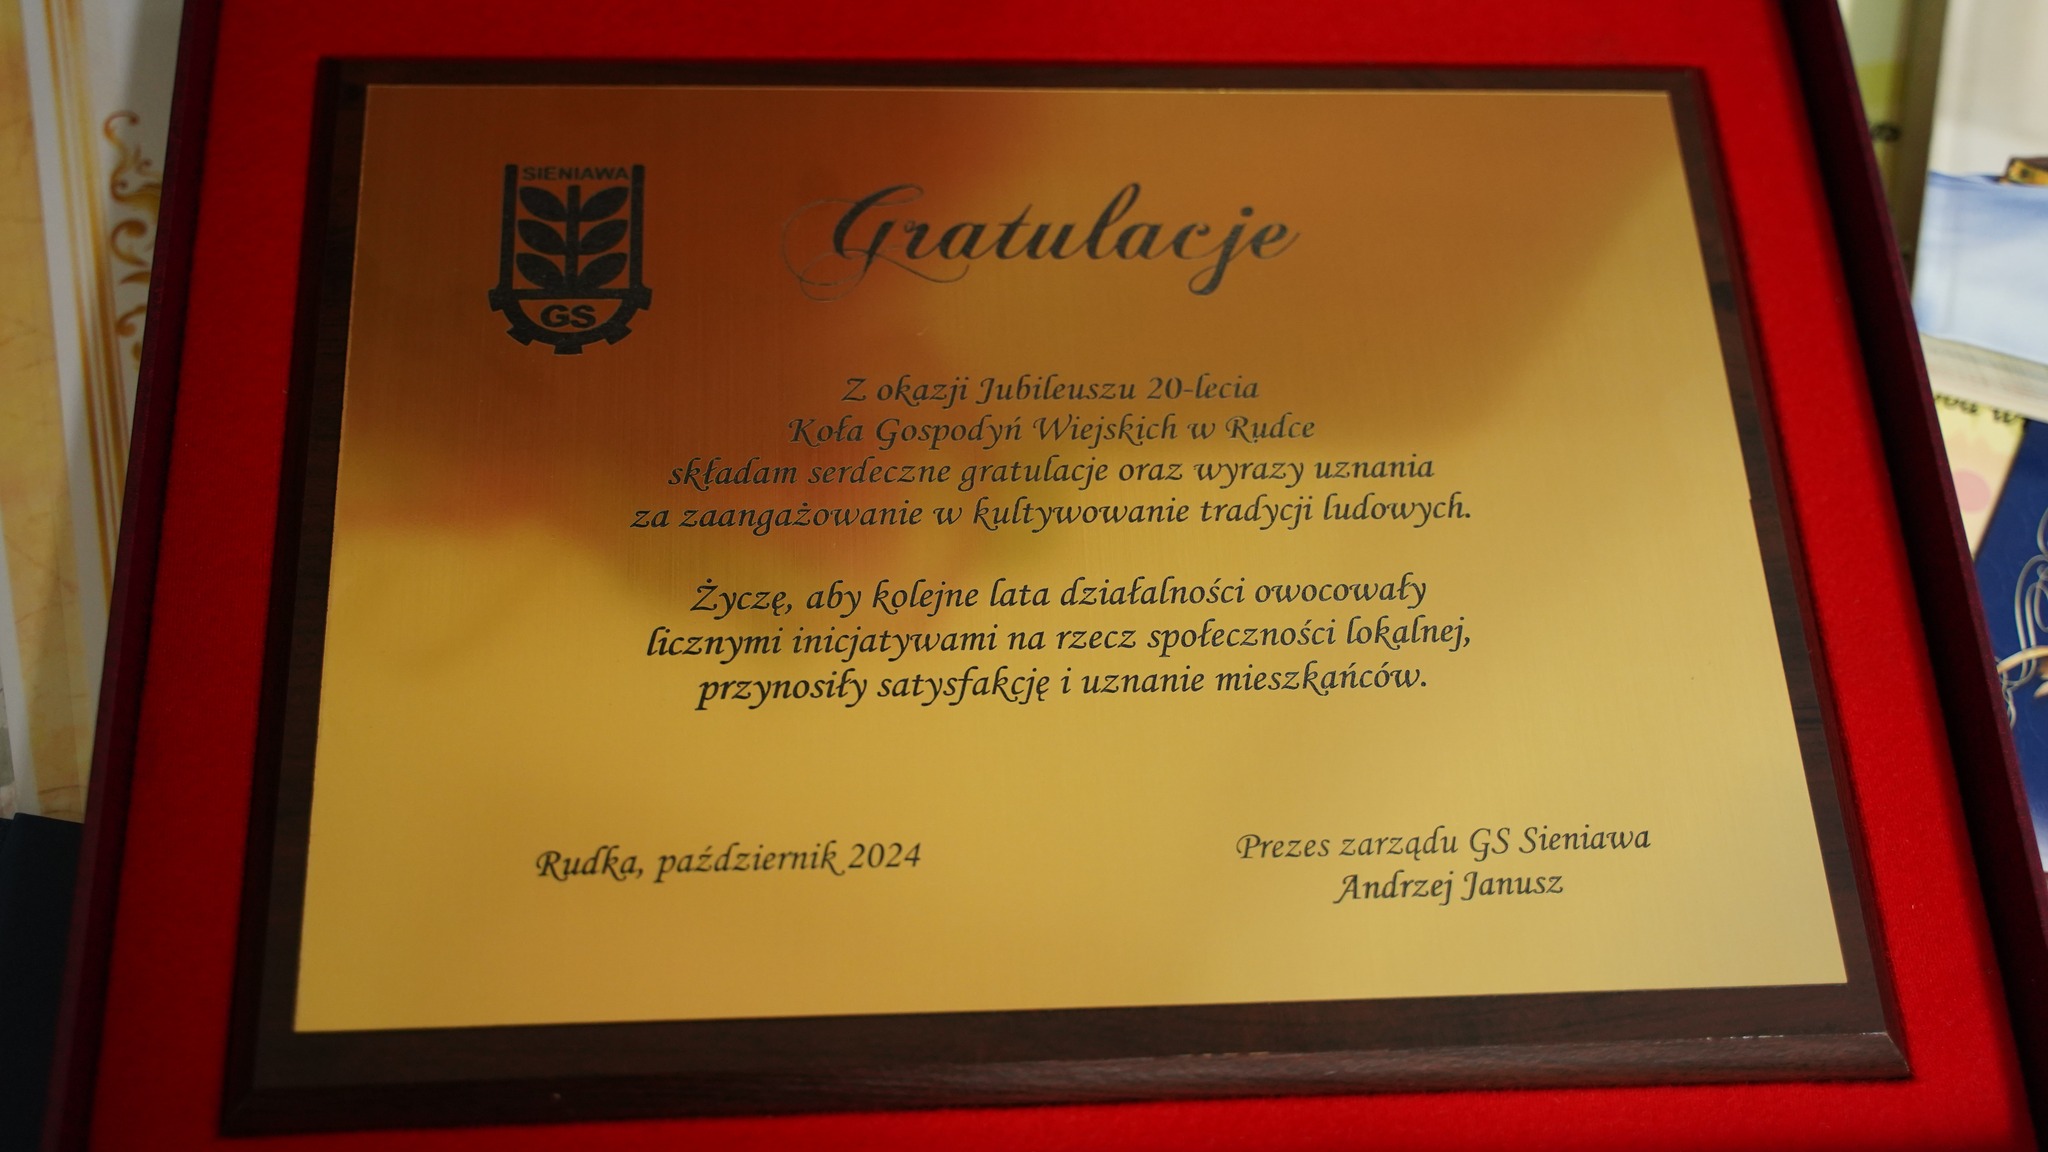 SIENIAWA
GS
Gratulacje
Z okazji Jubileuszu 20-lecia
Koła Gospodyń Wiejskich w Rudce
składam serdeczne gratulacje oraz wyrazy uznania
za zaangażowanie w kultywowanie tradycji ludowych.
Życzę, aby kolejne lata działalności owocowały
licznymi inicjatywami na rzecz społeczności lokalnej,
przynosiły satysfakcję i uznanie mieszkańców.
Rudka, październik 2024
Prezes zarządu GS Sieniawa
Andrzej Janusz